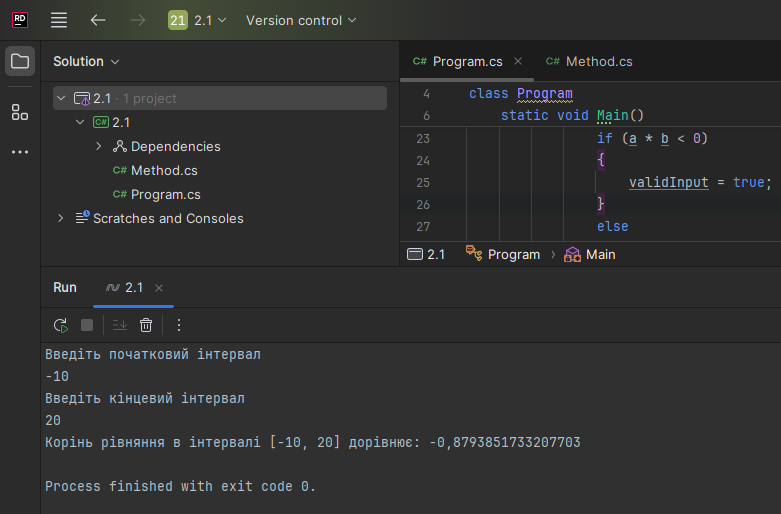 RD 21 2.1 Version control
Solution
2.1 · 1 project
C# 2.1
Dependencies
C# Method.cs
C# Program.cs
Scratches and Consoles
C# Program.cs C# Method.cs
4 class Program
6 static void Main()
23 if (a * b < 0)
24 {
25 validInput = true;
26 }
27 else
2.1 Program Main
Run 2.1
Введіть початковий інтервал
-10
Введіть кінцевий інтервал
20
Корінь рівняння в інтервалі [-10, 20] дорівнює: -0,8793851733207703
Process finished with exit code 0.